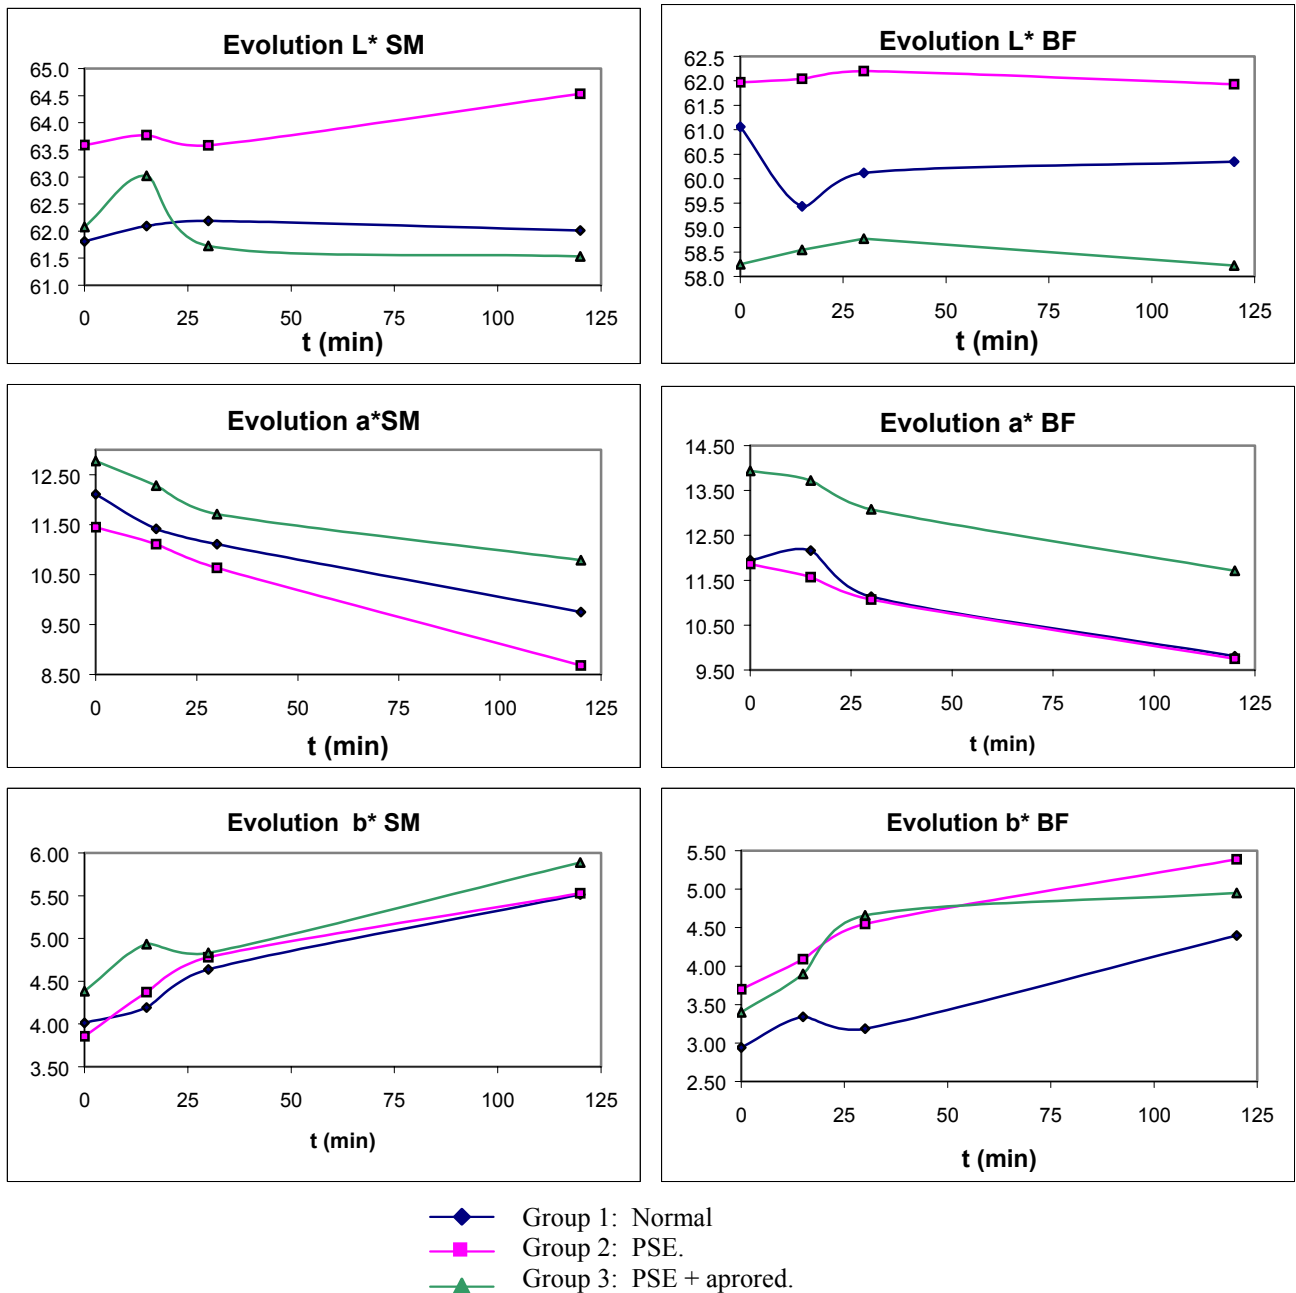 Evolution L* SM
65.0
64.5
64.0
63.5
63.0
62.5
62.0
61.5
61.0
0 25 50 75 100 125
t (min)
Evolution L* BF
62.5
62.0
61.5
61.0
60.5
60.0
59.5
58.5
58.0
0 25 50 75 100 125
t (min)
Evolution a*SM
12.50
11.50
10.50
9.50
8.50
0 25 50 75 100 125
t (min)
Evolution a* BF
14.50
13.50
12.50
11.50
10.50
9.50
0 25 50 75 100 125
t (min)
Evolution b* SM
6.00
5.50
5.00
4.50
4.00
3.50
0 25 50 75 100 125
t (min)
Evolution b* BF
5.50
5.00
4.50
4.00
3.50
3.00
2.50
0 25 50 75 100 125
t (min)
Group 1: Normal
Group 2: PSE.
Group 3: PSE + aprored.